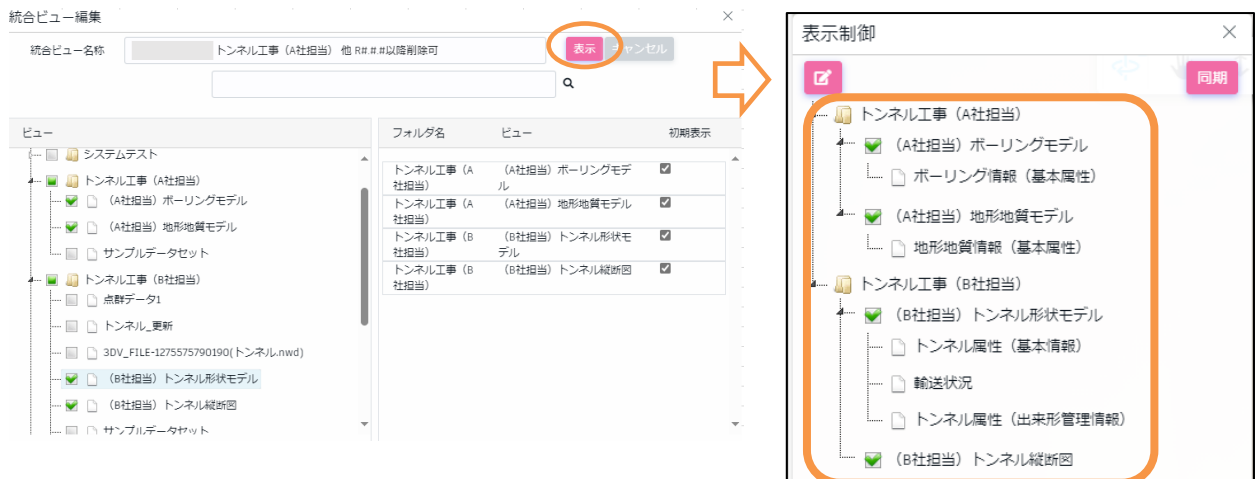 統合ビュー編集
統合ビュー名称
トンネル工事（A社担当）他 R##.##以降削除可
表示
キャンセル
ビュー
システムテスト
トンネル工事（A社担当）
（A社担当）ボーリングモデル
（A社担当）地形地質モデル
サンプルデータセット
トンネル工事（B社担当）
点群データ1
トンネル_更新
3DV_FILE-1275575790190(トンネル.nwd)
（B社担当）トンネル形状モデル
（B社担当）トンネル縦断図
サンプルデータセット
フォルダ名 ビュー 初期表示
トンネル工事（A （A社担当）ボーリングモデ
社担当） ル
トンネル工事（A （A社担当）地形地質モデル
社担当）
トンネル工事（B （B社担当）トンネル形状モ
社担当） デル
トンネル工事（B （B社担当）トンネル縦断図
社担当）
表示制御
同期
トンネル工事（A社担当）
（A社担当）ボーリングモデル
ボーリング情報（基本属性）
（A社担当）地形地質モデル
地形地質情報（基本属性）
トンネル工事（B社担当）
（B社担当）トンネル形状モデル
トンネル属性（基本情報）
輸送状況
トンネル属性（出来形管理情報）
（B社担当）トンネル縦断図